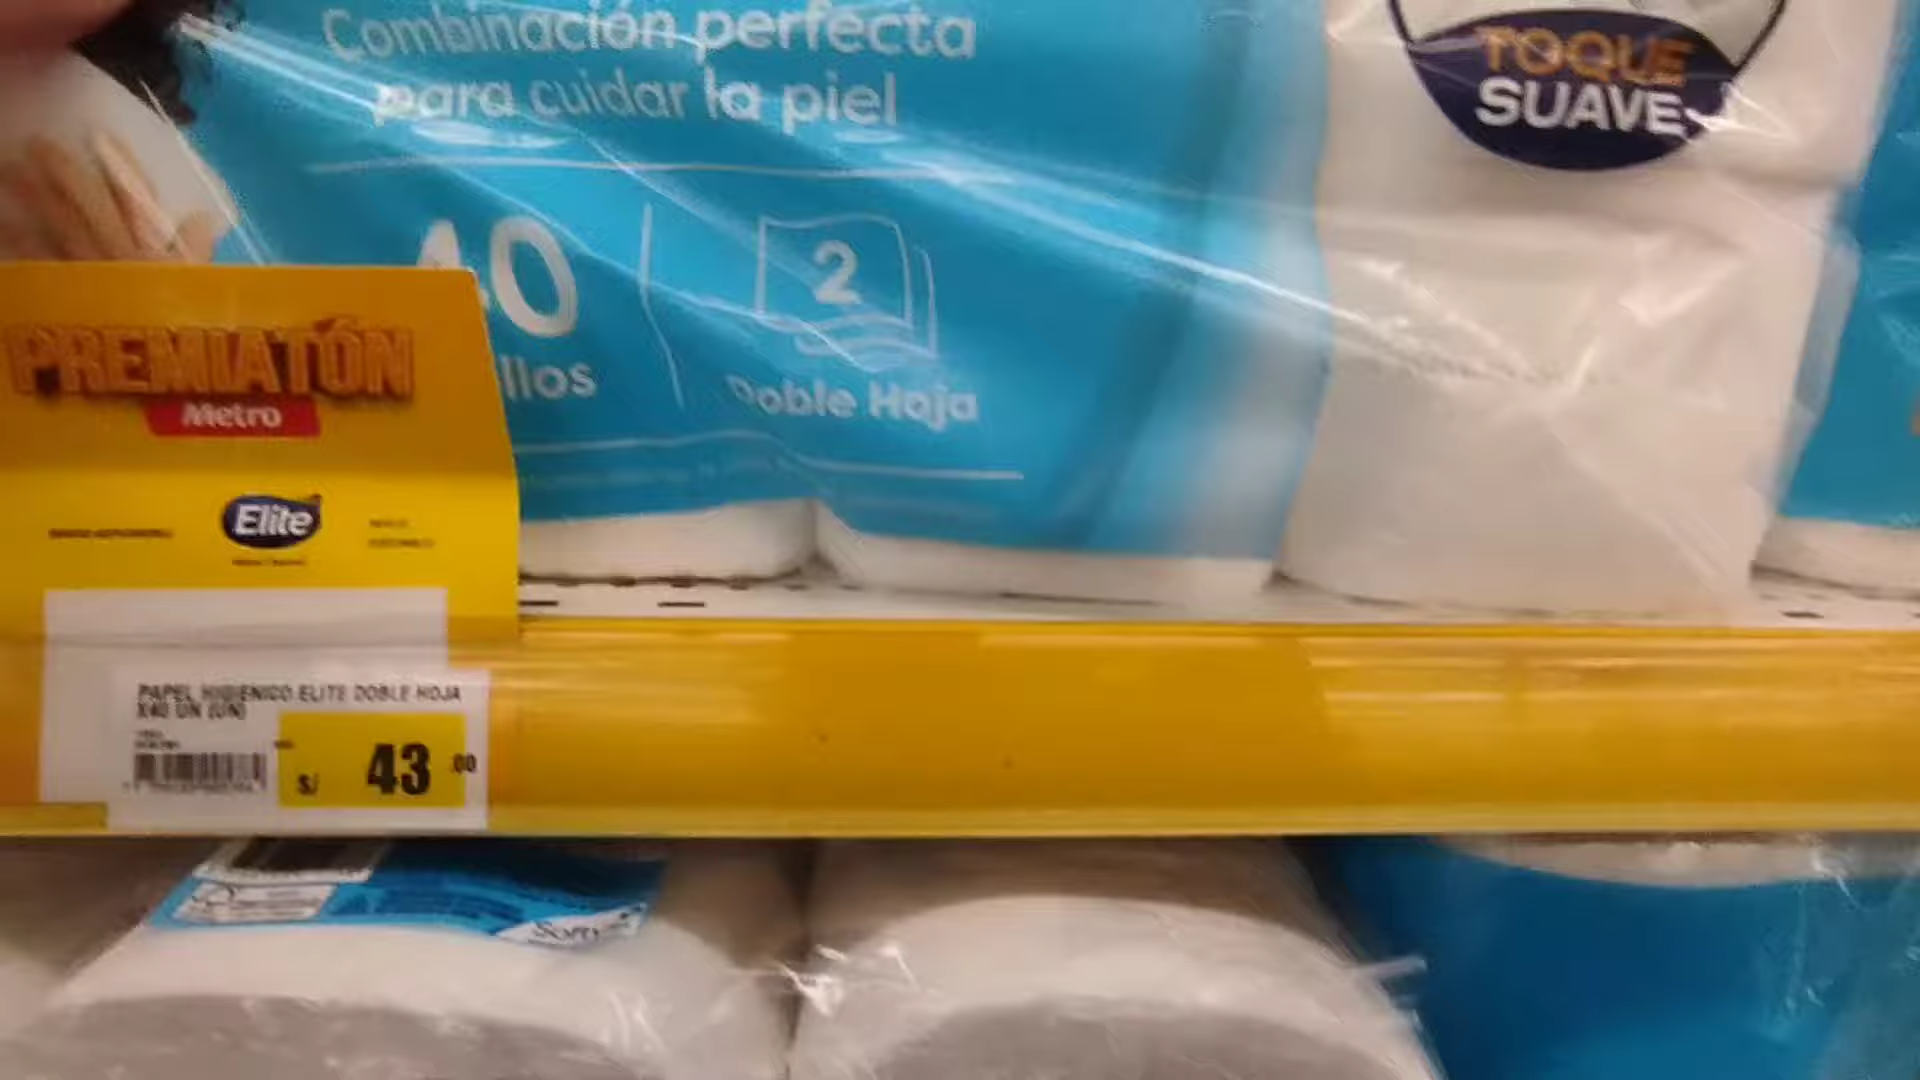 Combinación perfecta
para cuidar la piel
TOQUE
SUAVE
40
2
llos
Doble Hoja
PREMIATÓN
Metro
Elite
PAPEL HIGIENICO ELITE DOBLE HOJA
X40 UN (UN)
S/ 43.00